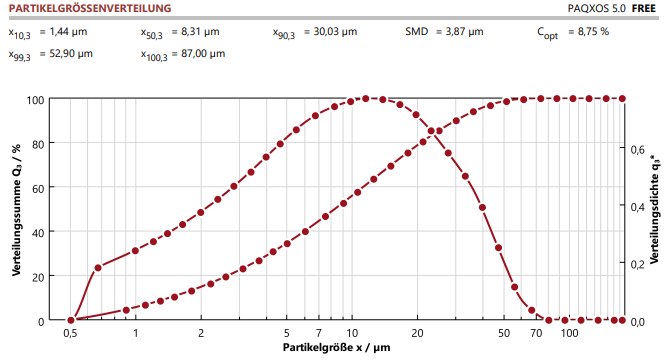 PARTIKELGRÖSSENVERTEILUNG PAQXOS 5.0 FREE
x10,3 = 1,44 µm x50,3 = 8,31 µm x90,3 = 30,03 µm SMD = 3,87 µm Copt = 8,75 %
x99,3 = 52,90 µm x100,3 = 87,00 µm
Verteilungssumme Q3 / %
100
80
60
40
20
0
0,6
0,4
0,2
0,0
Verteilungsdichte q3*
0,5 1 2 5 7 10 20 50 70 100
Partikelgröße x / µm